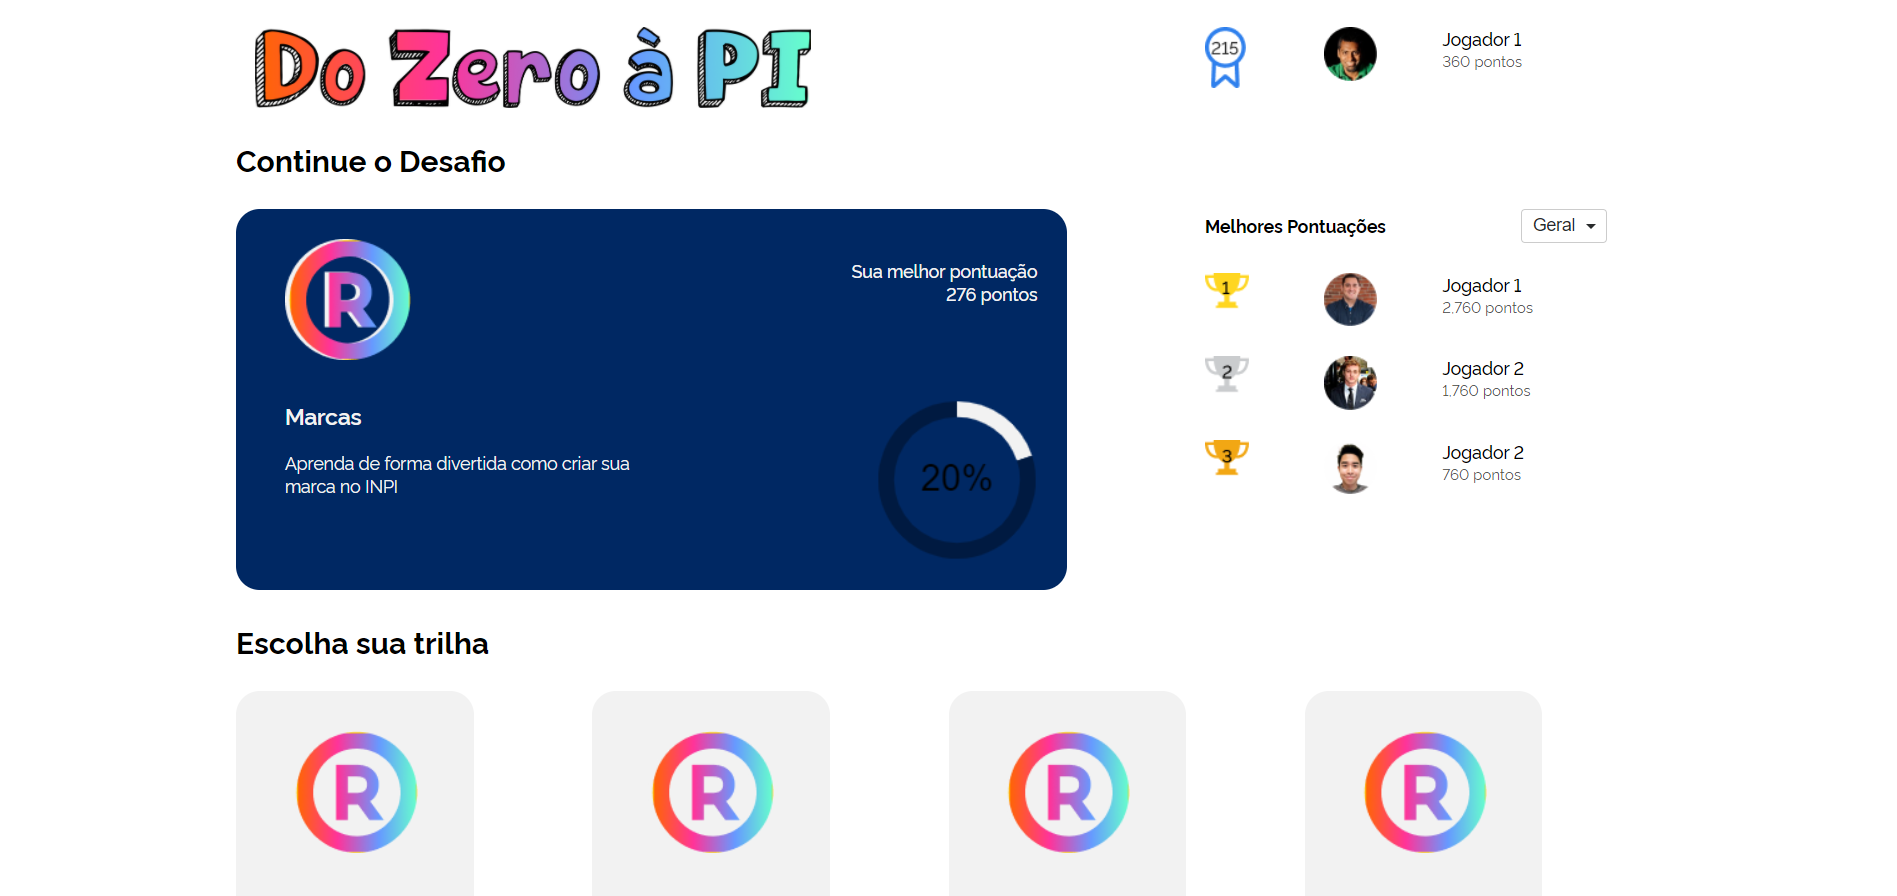 Do Zero à PI
215
Jogador 1
360 pontos
Continue o Desafio
R
Sua melhor pontuação
276 pontos
Marcas
Aprenda de forma divertida como criar sua
marca no INPI
20%
Melhores Pontuações
Geral
1
Jogador 1
2,760 pontos
2
Jogador 2
1,760 pontos
3
Jogador 2
760 pontos
Escolha sua trilha
R
R
R
R